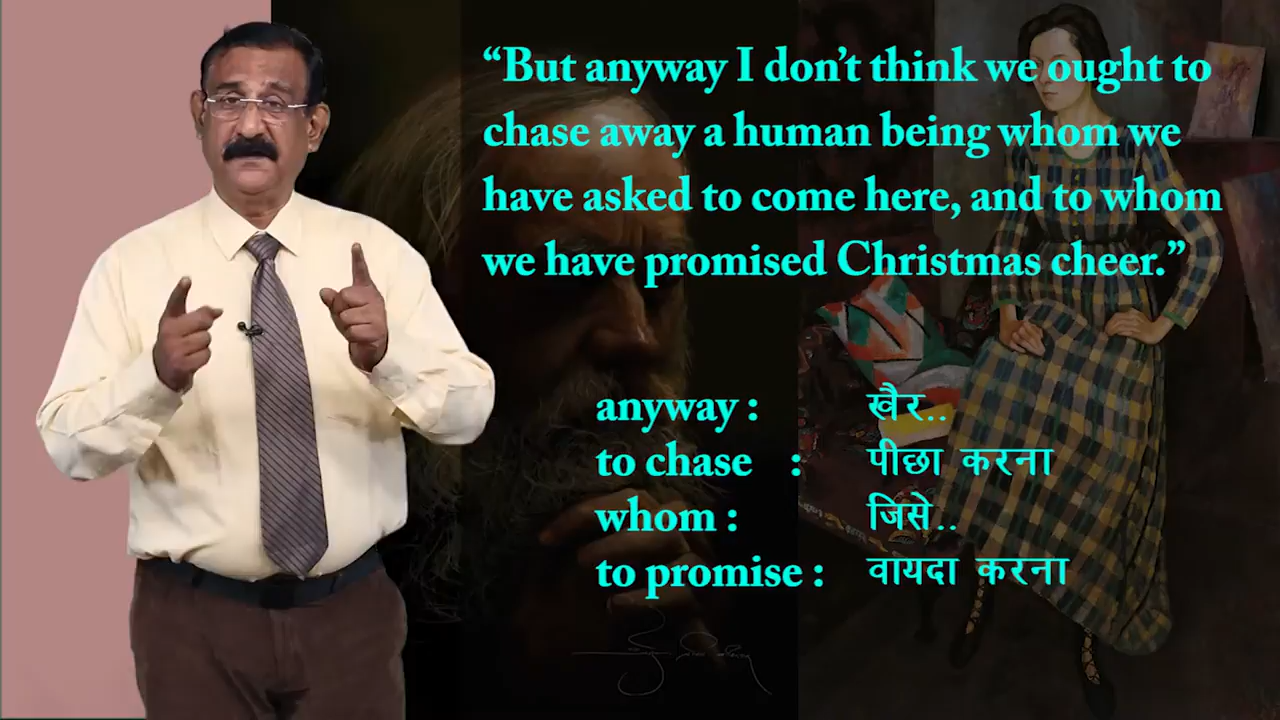 “But anyway I don’t think we ought to
chase away a human being whom we
have asked to come here, and to whom
we have promised Christmas cheer.”
anyway : खैर..
to chase : पीछा करना
whom : जिसे..
to promise : वायदा करना